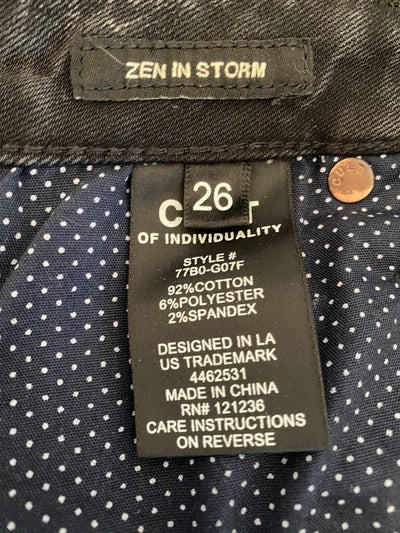 ZEN IN STORM
26
OF INDIVIDUALITY
STYLE #
77B0-G07F
92%COTTON
6%POLYESTER
2%SPANDEX
DESIGNED IN LA
US TRADEMARK
4462531
MADE IN CHINA
RN# 121236
CARE INSTRUCTIONS
ON REVERSE